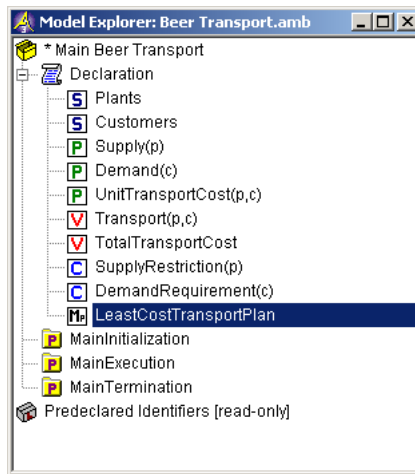 Model Explorer: Beer Transport.amb
* Main Beer Transport
Declaration
S Plants
S Customers
P Supply(p)
P Demand(c)
P UnitTransportCost(p,c)
V Transport(p,c)
V TotalTransportCost
C SupplyRestriction(p)
C DemandRequirement(c)
MP LeastCostTransportPlan
P MainInitialization
P MainExecution
P MainTermination
Predeclared Identifiers [read-only]